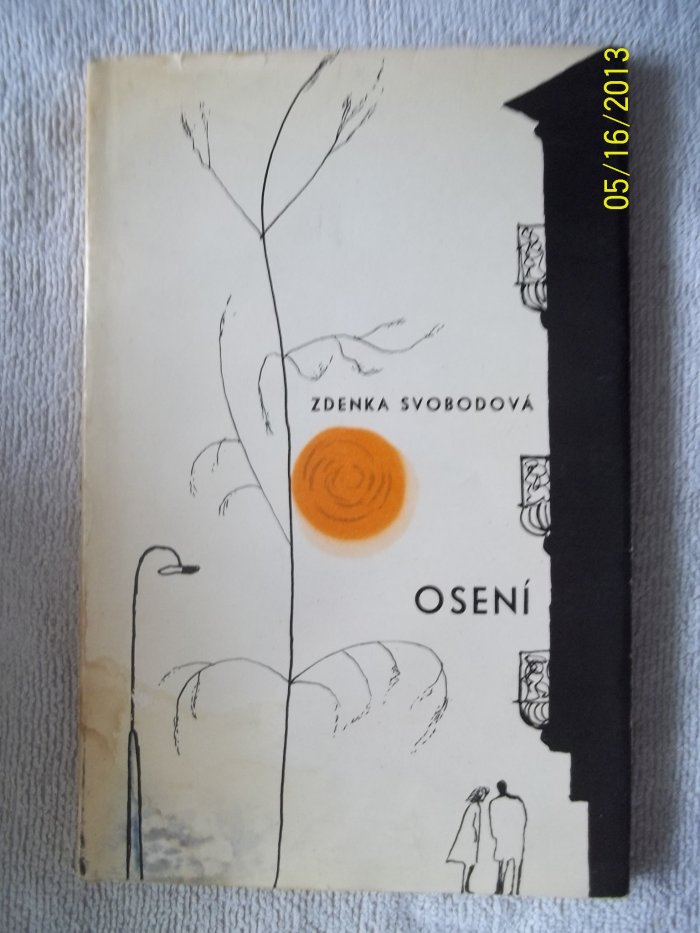 05/16/2013
ZDENKA SVOBODOVÁ
OSENÍ